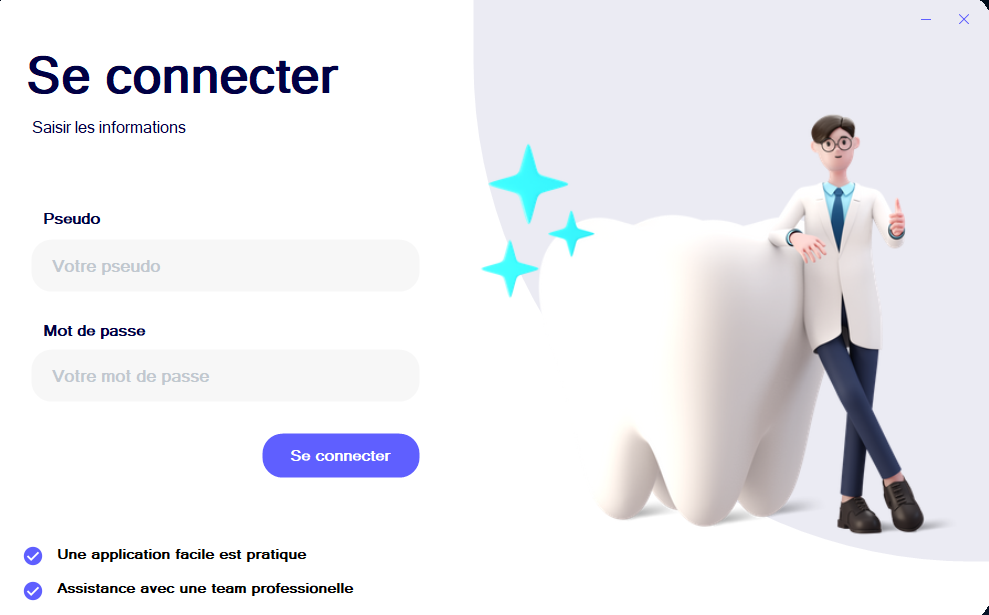 Se connecter
Saisir les informations
Pseudo
Votre pseudo
Mot de passe
Votre mot de passe
Se connecter
Une application facile est pratique
Assistance avec une team professionelle